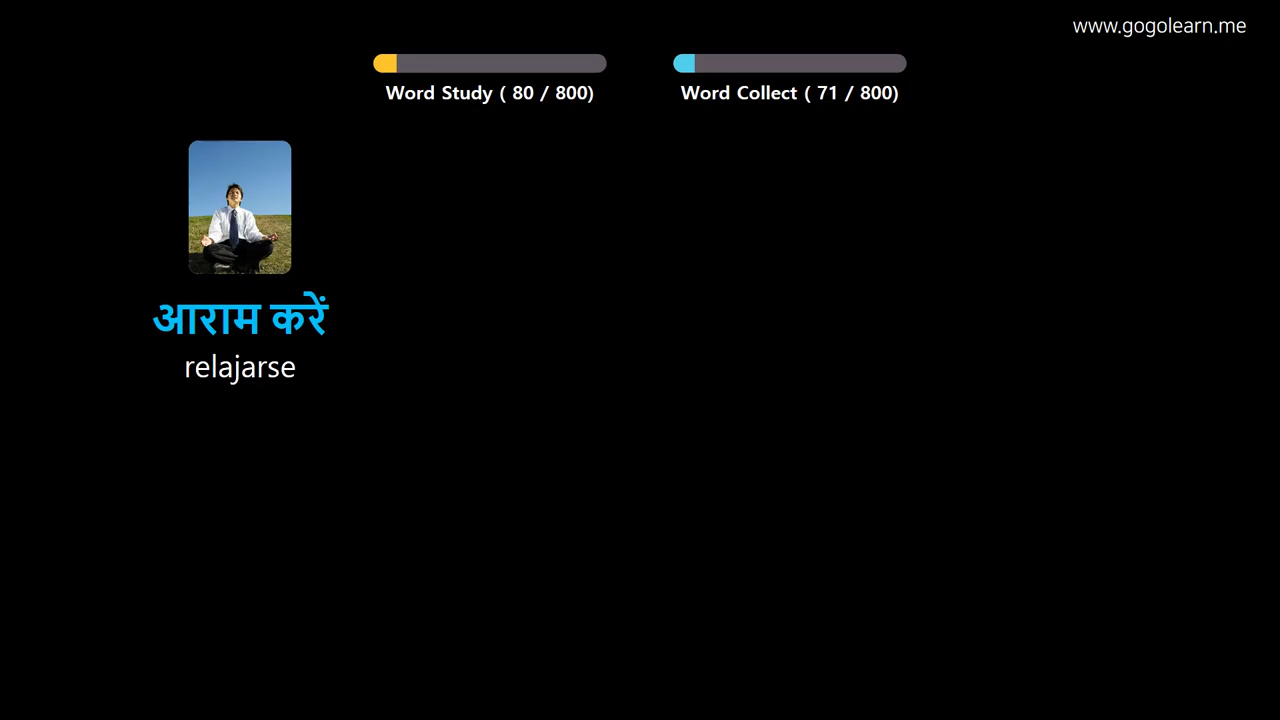 www.gogolearn.me
Word Study ( 80 / 800)
Word Collect ( 71 / 800)
आराम करें
relajarse